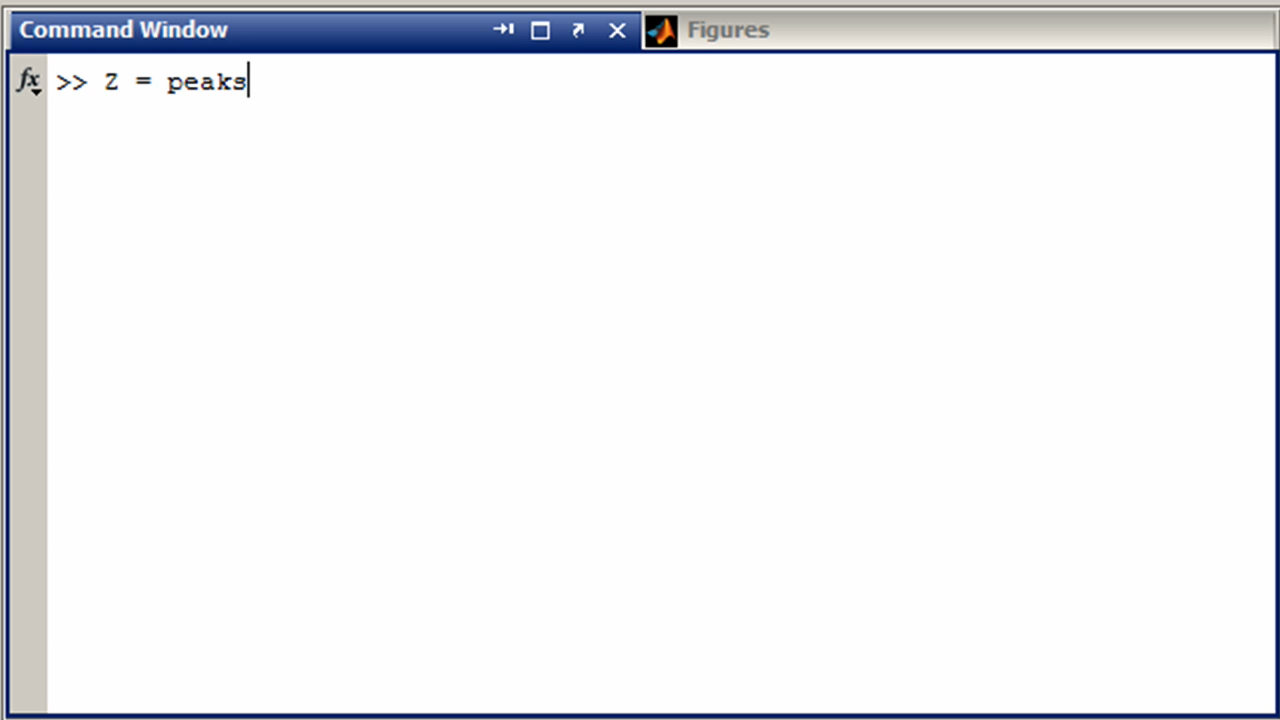 Command Window
Figures
fx >> Z = peaks